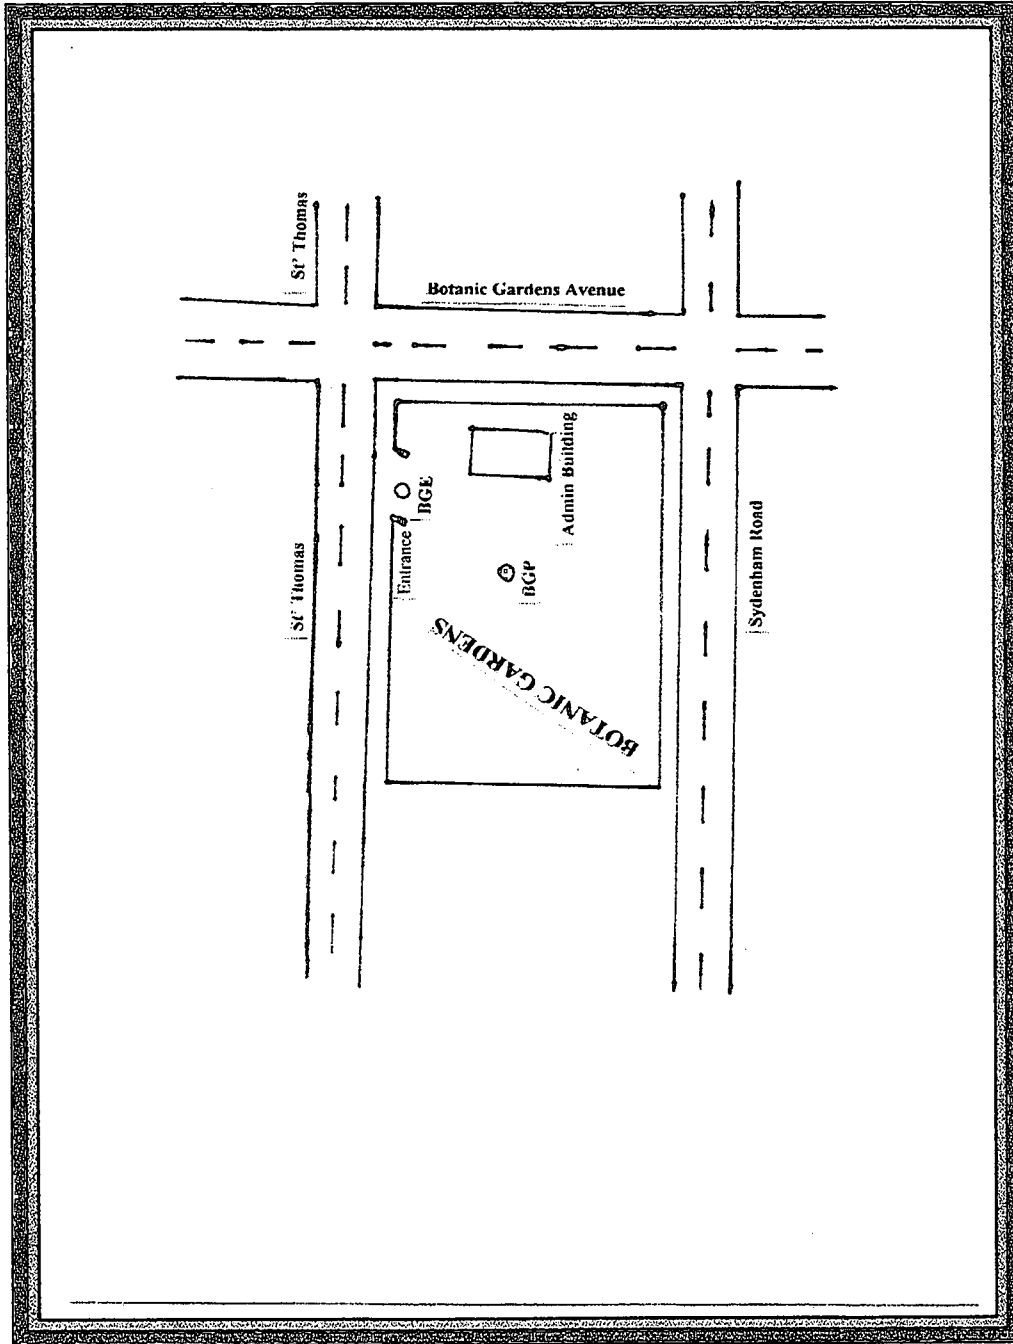 St' Thomas
Botanic Gardens Avenue
Admin Building
BGE
Entrance
St' Thomas
BGP
Sydenham Road
BOTANIC GARDENS